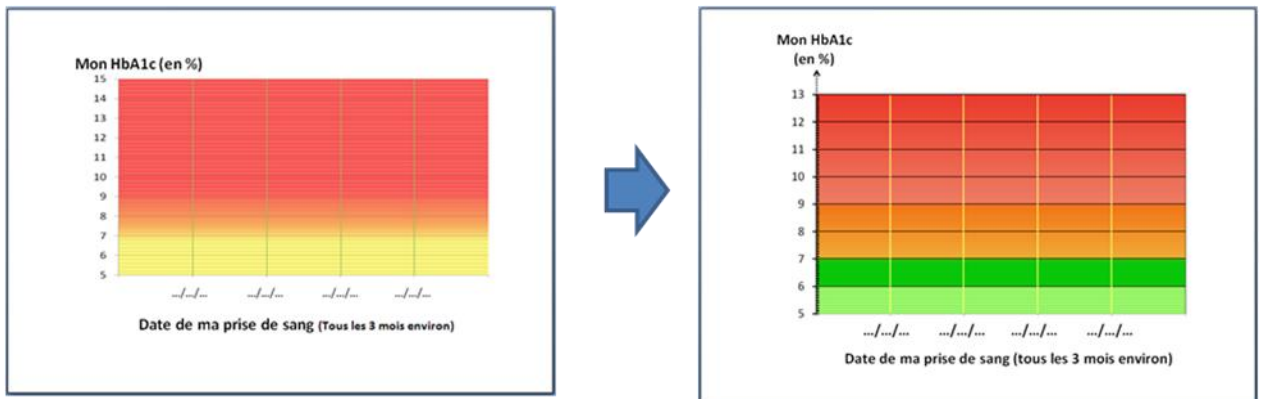 Mon HbA1c (en %)
15
14
13
12
11
10
9
8
7
6
5
.../.../... .../.../... .../.../... .../.../...
Date de ma prise de sang (Tous les 3 mois environ)
Mon HbA1c
(en %)
13
12
11
10
9
8
7
6
5
.../.../... .../.../... .../.../... .../.../...
Date de ma prise de sang (tous les 3 mois environ)